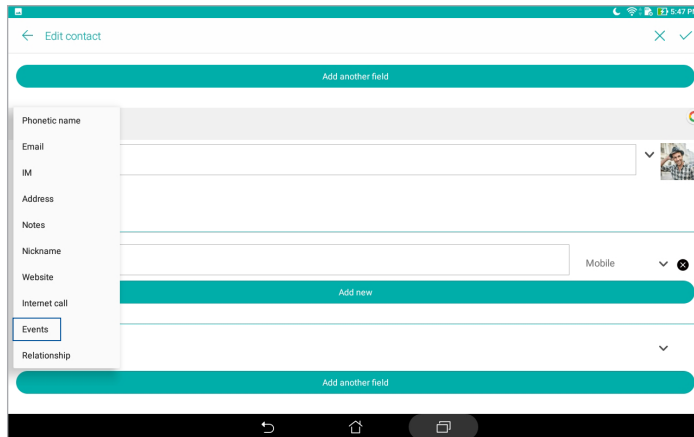 5:47 P
Edit contact
Add another field
Phonetic name
Email
IM
Address
Notes
Nickname
Mobile
Website
Add new
Internet call
Events
Relationship
Add another field